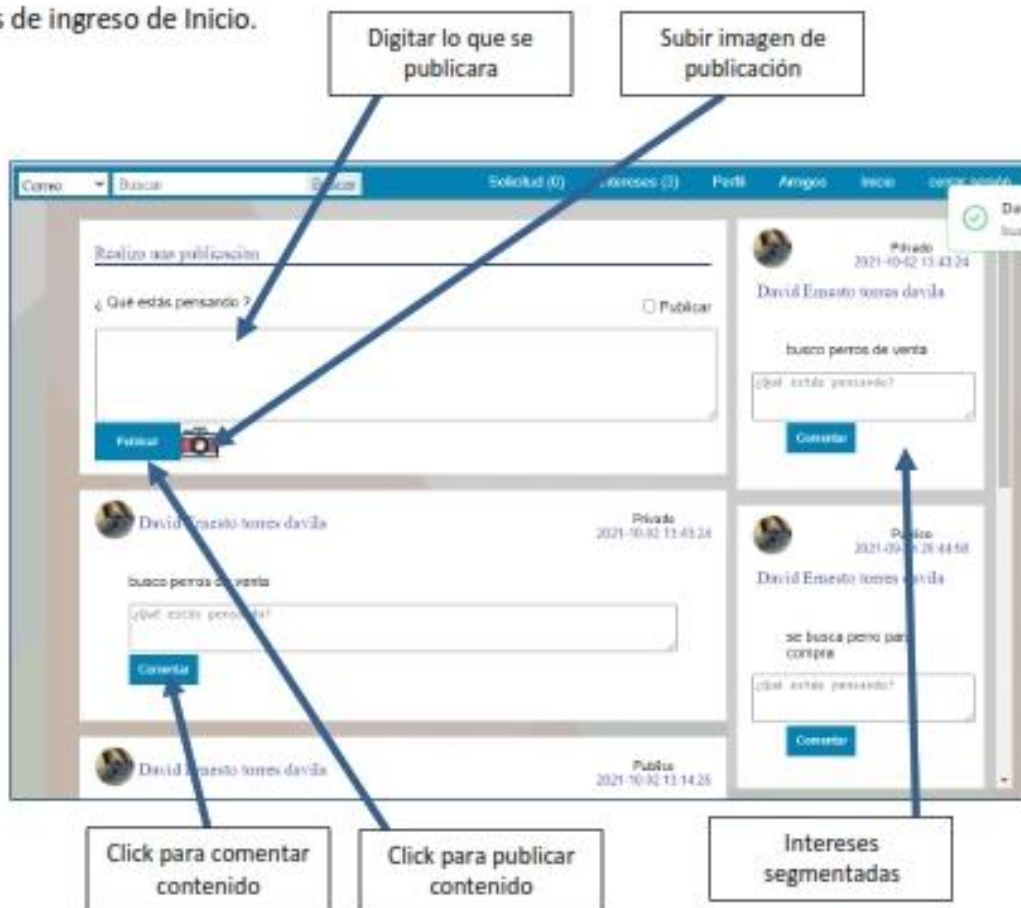 s de ingreso de Inicio.
Digitar lo que se
publicara
Subir imagen de
publicación
Correo Buscar Buscar Solicitud (0) Intereses (3) Perfil Amigos Inicio cerrar sesión
Realiza una publicación
¿ Qué estás pensando ?
Publicar
Publicar
David Ernesto torres davila
Privado
2021-10-02 13:43:24
busco perros de venta
¿Qué estás pensando?
Comentar
David Ernesto torres davila
Publico
2021-10-02 13:14:26
Privado
2021-10-02 13:43:24
David Ernesto torres davila
busco perros de venta
¿Qué estás pensando?
Comentar
Publico
David Ernesto torres davila
se busca perro para
compra
¿Qué estás pensando?
Comentar
Click para comentar
contenido
Click para publicar
contenido
Intereses
segmentadas